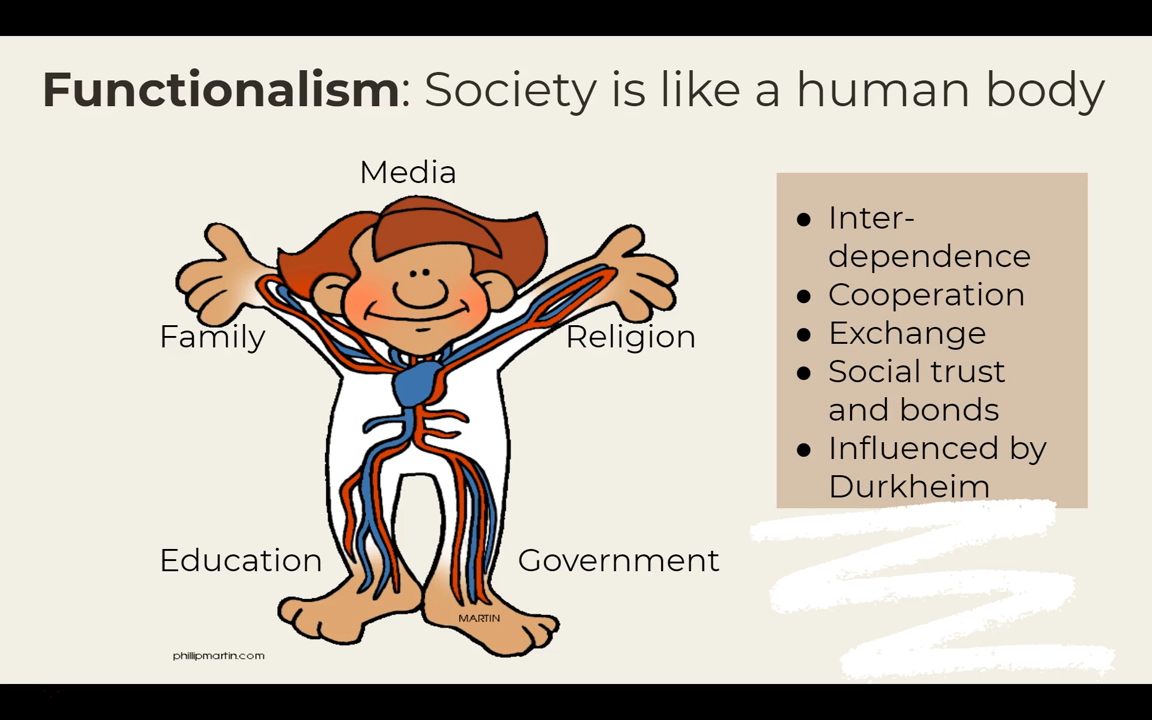 Functionalism: Society is like a human body
Media
Family
Religion
Education
Government
MARTIN
phillipmartin.com
● Inter-
dependence
● Cooperation
● Exchange
● Social trust
and bonds
● Influenced by
Durkheim